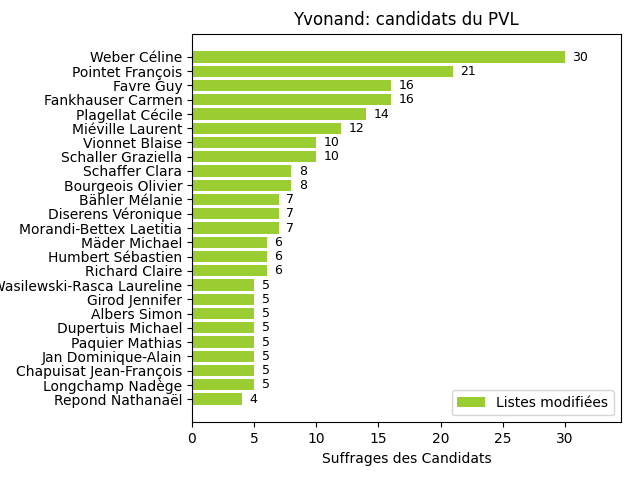 Yvonand: candidats du PVL
Weber Céline 30
Pointet François 21
Favre Guy 16
Fankhauser Carmen 16
Plagellat Cécile 14
Miéville Laurent 12
Vionnet Blaise 10
Schaller Graziella 10
Schaffer Clara 8
Bourgeois Olivier 8
Bähler Mélanie 7
Diserens Véronique 7
Morandi-Bettex Laetitia 7
Mäder Michael 6
Humbert Sébastien 6
Richard Claire 6
Wasilewski-Rasca Laureline 5
Girod Jennifer 5
Albers Simon 5
Dupertuis Michael 5
Paquier Mathias 5
Jan Dominique-Alain 5
Chapuisat Jean-François 5
Longchamp Nadège 5
Repond Nathanaël 4
Listes modifiées
0 5 10 15 20 25 30
Suffrages des Candidats